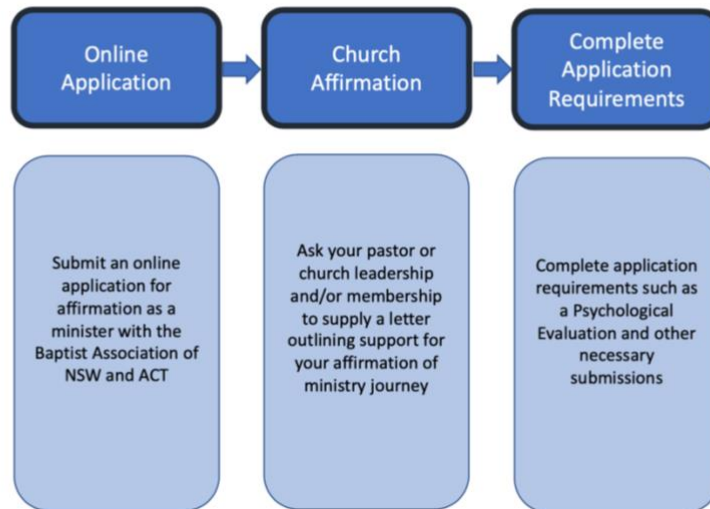 Online
Application
Church
Affirmation
Complete
Application
Requirements
Submit an online
application for
affirmation as a
minister with the
Baptist Association of
NSW and ACT
Ask your pastor or
church leadership
and/or membership
to supply a letter
outlining support for
your affirmation of
ministry journey
Complete application
requirements such as
a Psychological
Evaluation and other
necessary
submissions